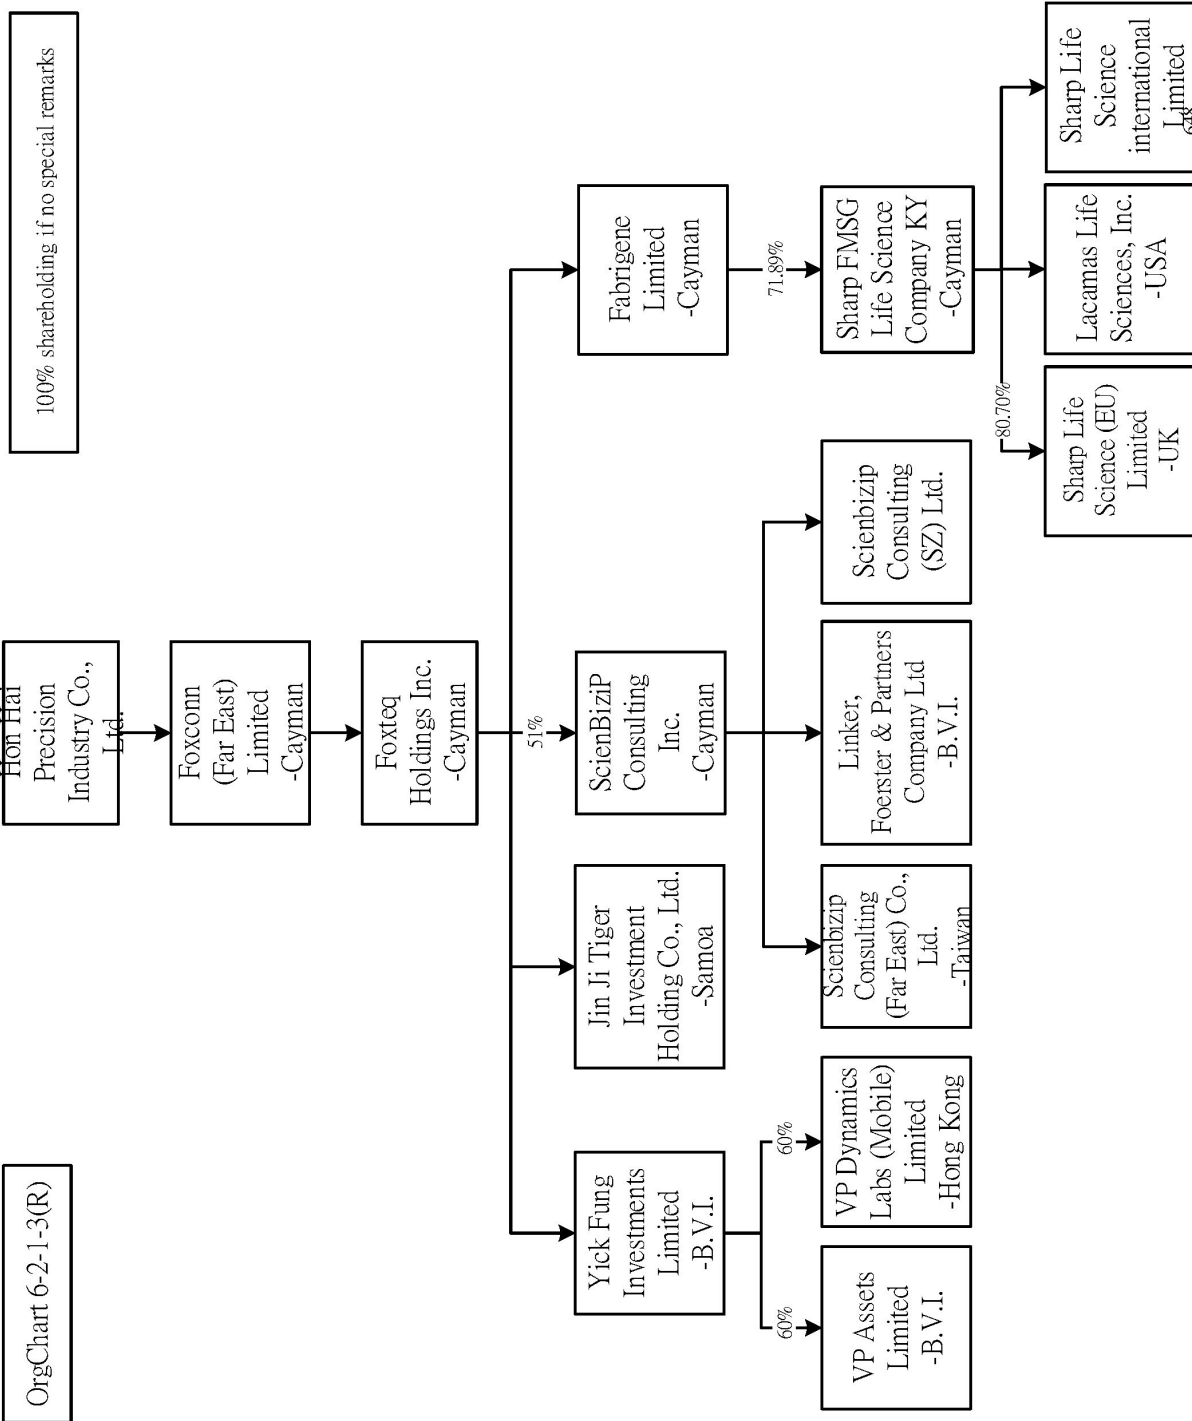 OrgChart 6-2-1-3(R)
100% shareholding if no special remarks
Hon Hai
Precision
Industry Co.,
Ltd.
Foxconn
(Far East)
Limited
-Cayman
Foxteq
Holdings Inc.
-Cayman
51%
Yick Fung
Investments
Limited
-B.V.I.
Jin Ji Tiger
Investment
Holding Co., Ltd.
-Samoa
ScienBiziP
Consulting
Inc.
-Cayman
Fabrigene
Limited
-Cayman
60%
60%
71.89%
VP Assets
Limited
-B.V.I.
VP Dynamics
Labs (Mobile)
Limited
-Hong Kong
Scienbizip
Consulting
(Far East) Co.,
Ltd.
-Taiwan
Linker,
Foerster & Partners
Company Ltd
-B.V.I.
Scienbizip
Consulting
(SZ) Ltd.
Sharp FMSG
Life Science
Company KY
-Cayman
80.70%
Sharp Life
Science (EU)
Limited
-UK
Lacamas Life
Sciences, Inc.
-USA
Sharp Life
Science
international
Limited